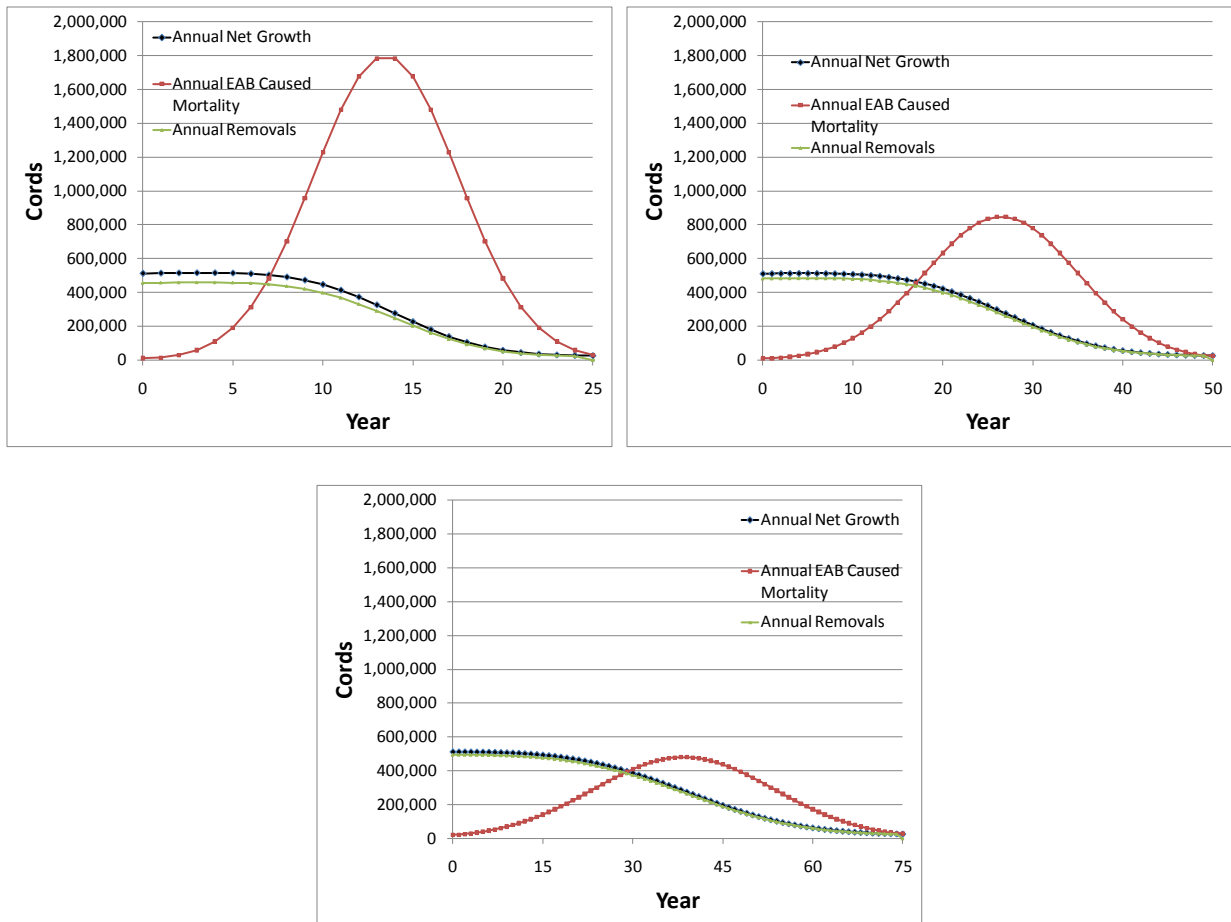 2,000,000
1,800,000
1,600,000
1,400,000
1,200,000
1,000,000
800,000
600,000
400,000
200,000
0
Cords
Annual Net Growth
Annual EAB Caused
Mortality
Annual Removals
0 5 10 15 20 25
Year
2,000,000
1,800,000
1,600,000
1,400,000
1,200,000
1,000,000
800,000
600,000
400,000
200,000
0
Cords
Annual Net Growth
Annual EAB Caused
Mortality
Annual Removals
0 10 20 30 40 50
Year
2,000,000
1,800,000
1,600,000
1,400,000
1,200,000
1,000,000
800,000
600,000
400,000
200,000
0
Cords
Annual Net Growth
Annual EAB Caused
Mortality
Annual Removals
0 15 30 45 60 75
Year